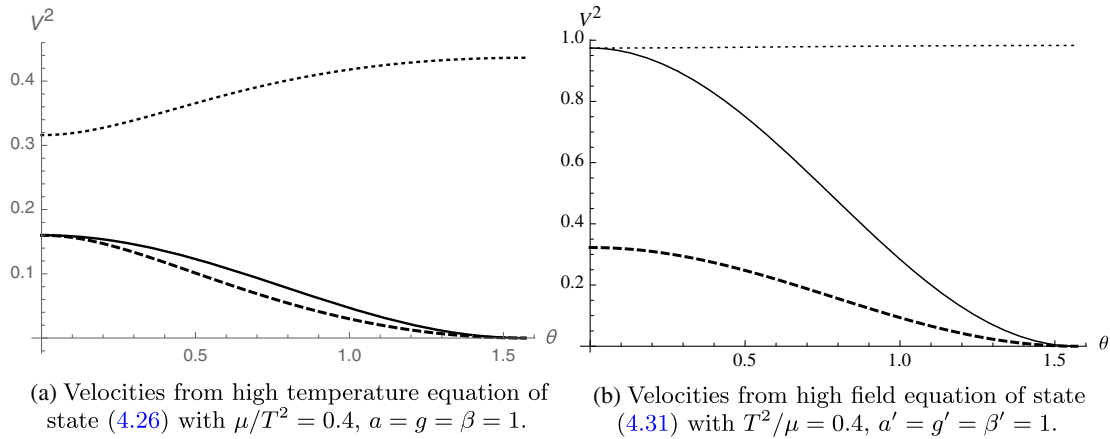 V²
0.4
0.3
0.2
0.1
0.5
1.0
1.5
θ
(a) Velocities from high temperature equation of
state (4.26) with μ/T² = 0.4, a = g = β = 1.
V²
1.0
0.8
0.6
0.4
0.2
0.5
1.0
1.5
θ
(b) Velocities from high field equation of state
(4.31) with T²/μ = 0.4, a′ = g′ = β′ = 1.